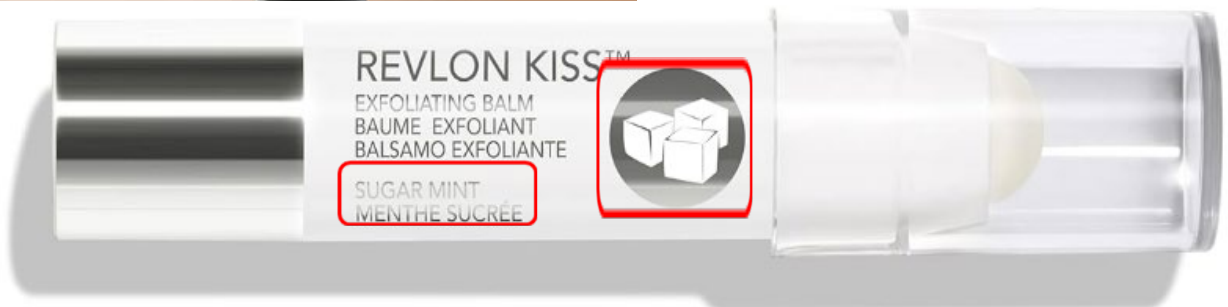 REVLON KISS™
EXFOLIATING BALM
BAUME EXFOLIANT
BALSAMO EXFOLIANTE
SUGAR MINT
MENTHE SUCRÉE